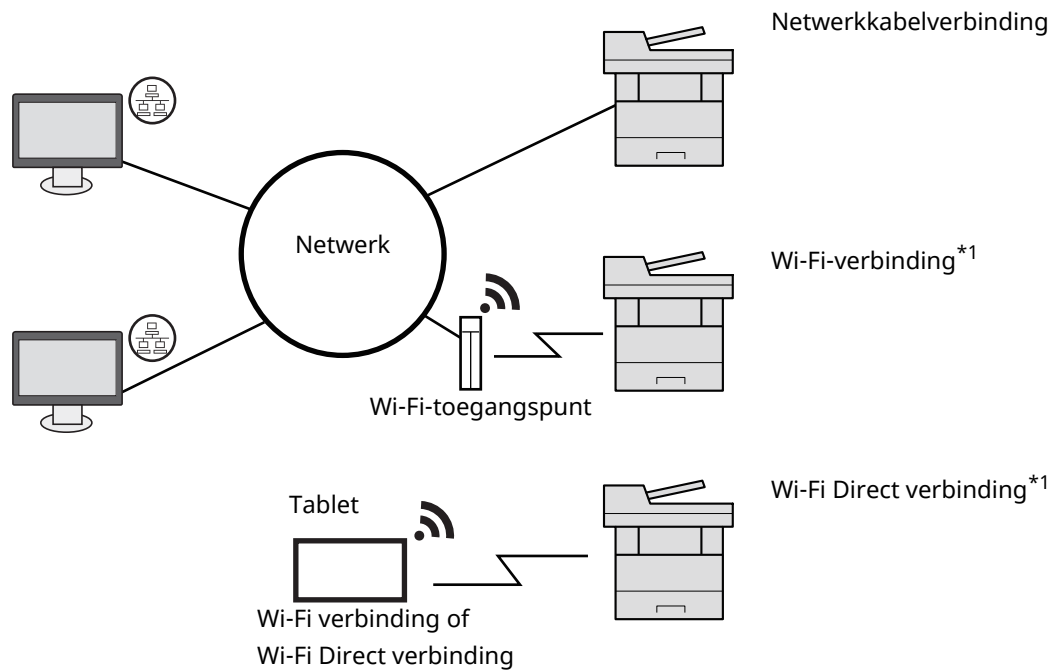 Netwerkkabelverbinding
Netwerk
Wi-Fi-verbinding*1
Wi-Fi-toegangspunt
Wi-Fi Direct verbinding*1
Tablet
Wi-Fi verbinding of
Wi-Fi Direct verbinding